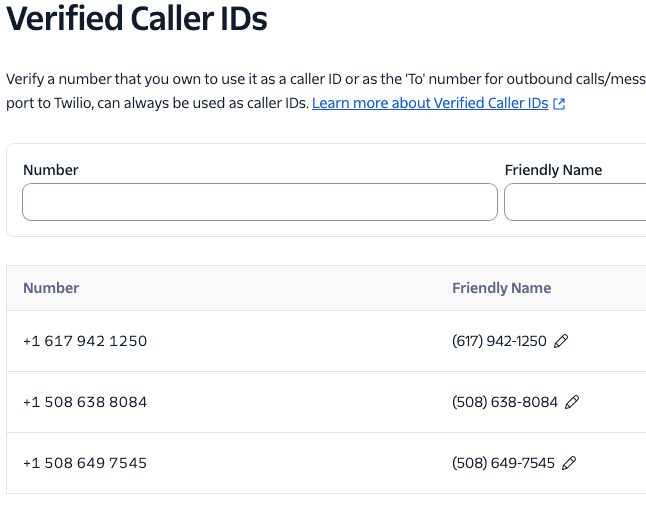 Verified Caller IDs
Verify a number that you own to use it as a caller ID or as the 'To' number for outbound calls/mess
port to Twilio, can always be used as caller IDs. Learn more about Verified Caller IDs
Number Friendly Name
Number Friendly Name
+1 617 942 1250 (617) 942-1250
+1 508 638 8084 (508) 638-8084
+1 508 649 7545 (508) 649-7545